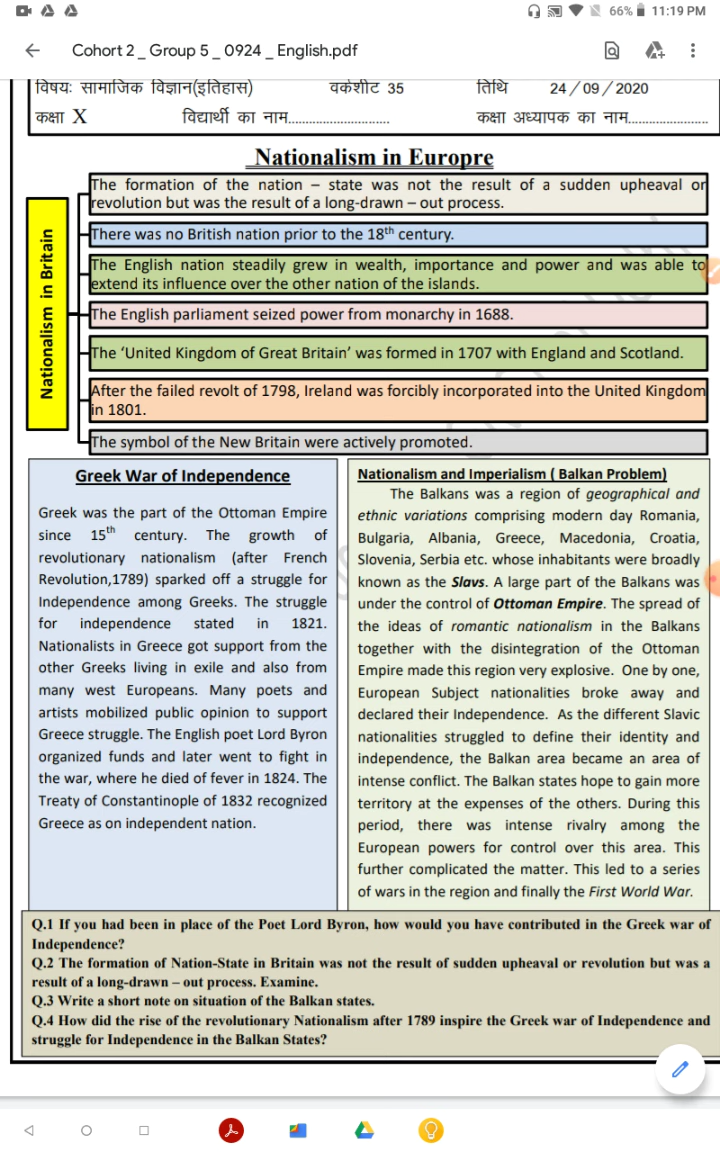 66% 11:19 PM
Cohort 2 _ Group 5 _ 0924 _ English.pdf
विषय: सामाजिक विज्ञान(इतिहास) वर्कशीट 35 तिथि 24/09/2020
कक्षा X विद्यार्थी का नाम............................. कक्षा अध्यापक का नाम......................
Nationalism in Europre
Nationalism in Britain
The formation of the nation – state was not the result of a sudden upheaval or
revolution but was the result of a long-drawn – out process.
There was no British nation prior to the 18th century.
The English nation steadily grew in wealth, importance and power and was able to
extend its influence over the other nation of the islands.
The English parliament seized power from monarchy in 1688.
The ‘United Kingdom of Great Britain’ was formed in 1707 with England and Scotland.
After the failed revolt of 1798, Ireland was forcibly incorporated into the United Kingdom
in 1801.
The symbol of the New Britain were actively promoted.
Greek War of Independence
Greek was the part of the Ottoman Empire
since 15th century. The growth of
revolutionary nationalism (after French
Revolution,1789) sparked off a struggle for
Independence among Greeks. The struggle
for independence stated in 1821.
Nationalists in Greece got support from the
other Greeks living in exile and also from
many west Europeans. Many poets and
artists mobilized public opinion to support
Greece struggle. The English poet Lord Byron
organized funds and later went to fight in
the war, where he died of fever in 1824. The
Treaty of Constantinople of 1832 recognized
Greece as on independent nation.
Nationalism and Imperialism ( Balkan Problem)
The Balkans was a region of geographical and
ethnic variations comprising modern day Romania,
Bulgaria, Albania, Greece, Macedonia, Croatia,
Slovenia, Serbia etc. whose inhabitants were broadly
known as the Slavs. A large part of the Balkans was
under the control of Ottoman Empire. The spread of
the ideas of romantic nationalism in the Balkans
together with the disintegration of the Ottoman
Empire made this region very explosive. One by one,
European Subject nationalities broke away and
declared their Independence. As the different Slavic
nationalities struggled to define their identity and
independence, the Balkan area became an area of
intense conflict. The Balkan states hope to gain more
territory at the expenses of the others. During this
period, there was intense rivalry among the
European powers for control over this area. This
further complicated the matter. This led to a series
of wars in the region and finally the First World War.
Q.1 If you had been in place of the Poet Lord Byron, how would you have contributed in the Greek war of
Independence?
Q.2 The formation of Nation-State in Britain was not the result of sudden upheaval or revolution but was a
result of a long-drawn – out process. Examine.
Q.3 Write a short note on situation of the Balkan states.
Q.4 How did the rise of the revolutionary Nationalism after 1789 inspire the Greek war of Independence and
struggle for Independence in the Balkan States?